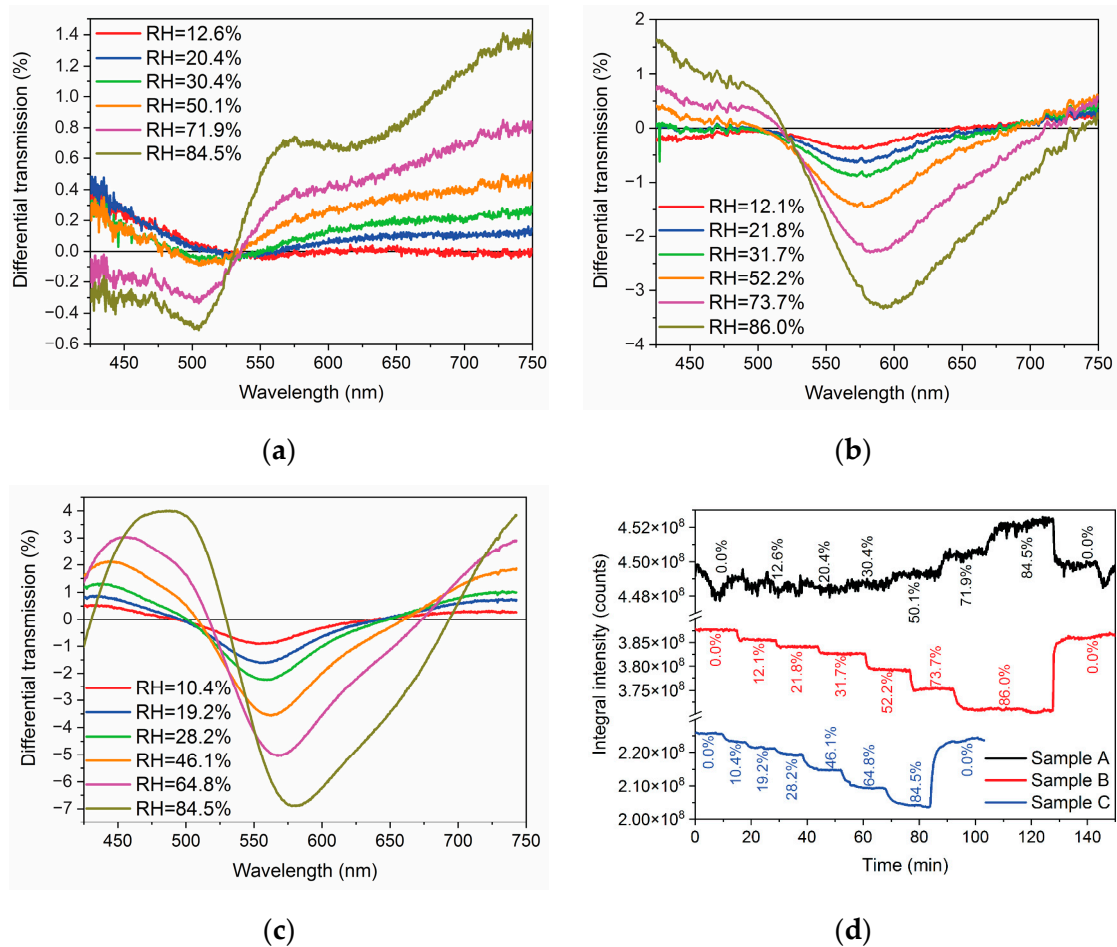 1.4
1.2
1.0
0.8
0.6
0.4
0.2
0.0
−0.2
−0.4
−0.6
Differential transmission (%)
RH=12.6%
RH=20.4%
RH=30.4%
RH=50.1%
RH=71.9%
RH=84.5%
450 500 550 600 650 700 750
Wavelength (nm)
(a)
2
1
0
−1
−2
−3
−4
Differential transmission (%)
RH=12.1%
RH=21.8%
RH=31.7%
RH=52.2%
RH=73.7%
RH=86.0%
450 500 550 600 650 700 750
Wavelength (nm)
(b)
4
3
2
1
0
−1
−2
−3
−4
−5
−6
−7
Differential transmission (%)
RH=10.4%
RH=19.2%
RH=28.2%
RH=46.1%
RH=64.8%
RH=84.5%
450 500 550 600 650 700 750
Wavelength (nm)
(c)
4.52×10⁸
4.50×10⁸
4.48×10⁸
3.85×10⁸
3.80×10⁸
3.75×10⁸
2.20×10⁸
2.10×10⁸
2.00×10⁸
Integral intensity (counts)
0.0% 12.6% 20.4% 30.4% 50.1% 71.9% 84.5% 0.0%
0.0% 12.1% 21.8% 31.7% 52.2% 73.7% 86.0% 0.0%
0.0% 10.4% 19.2% 28.2% 46.1% 64.8% 84.5% 0.0%
Sample A
Sample B
Sample C
0 20 40 60 80 100 120 140
Time (min)
(d)